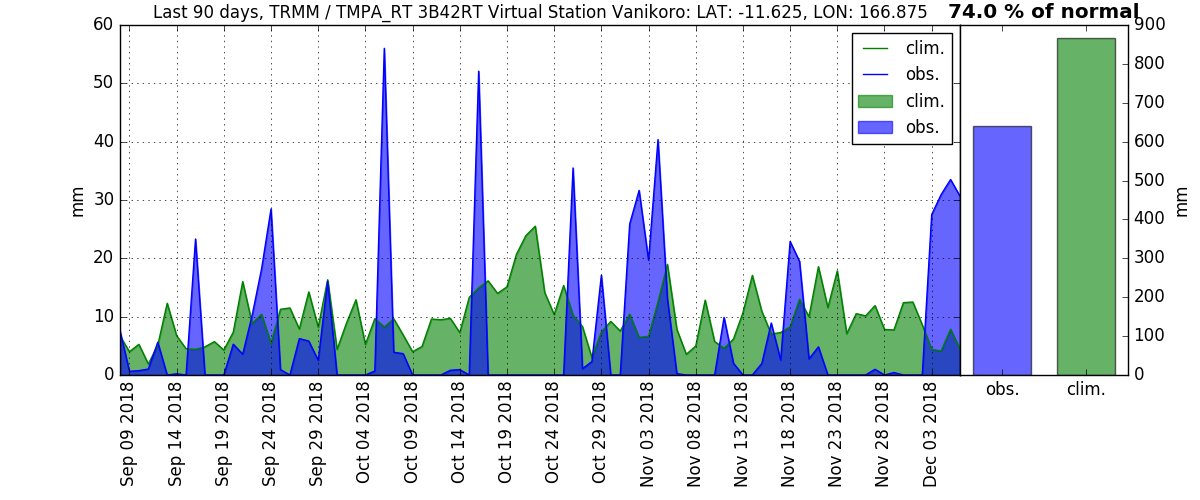 Last 90 days, TRMM / TMPA_RT 3B42RT Virtual Station Vanikoro: LAT: -11.625, LON: 166.875
74.0 % of normal
60
50
40
30
20
10
0
mm
clim.
obs.
clim.
obs.
Sep 09 2018
Sep 14 2018
Sep 19 2018
Sep 24 2018
Sep 29 2018
Oct 04 2018
Oct 09 2018
Oct 14 2018
Oct 19 2018
Oct 24 2018
Oct 29 2018
Nov 03 2018
Nov 08 2018
Nov 13 2018
Nov 18 2018
Nov 23 2018
Nov 28 2018
Dec 03 2018
obs.
clim.
900
800
700
600
500
400
300
200
100
0
mm